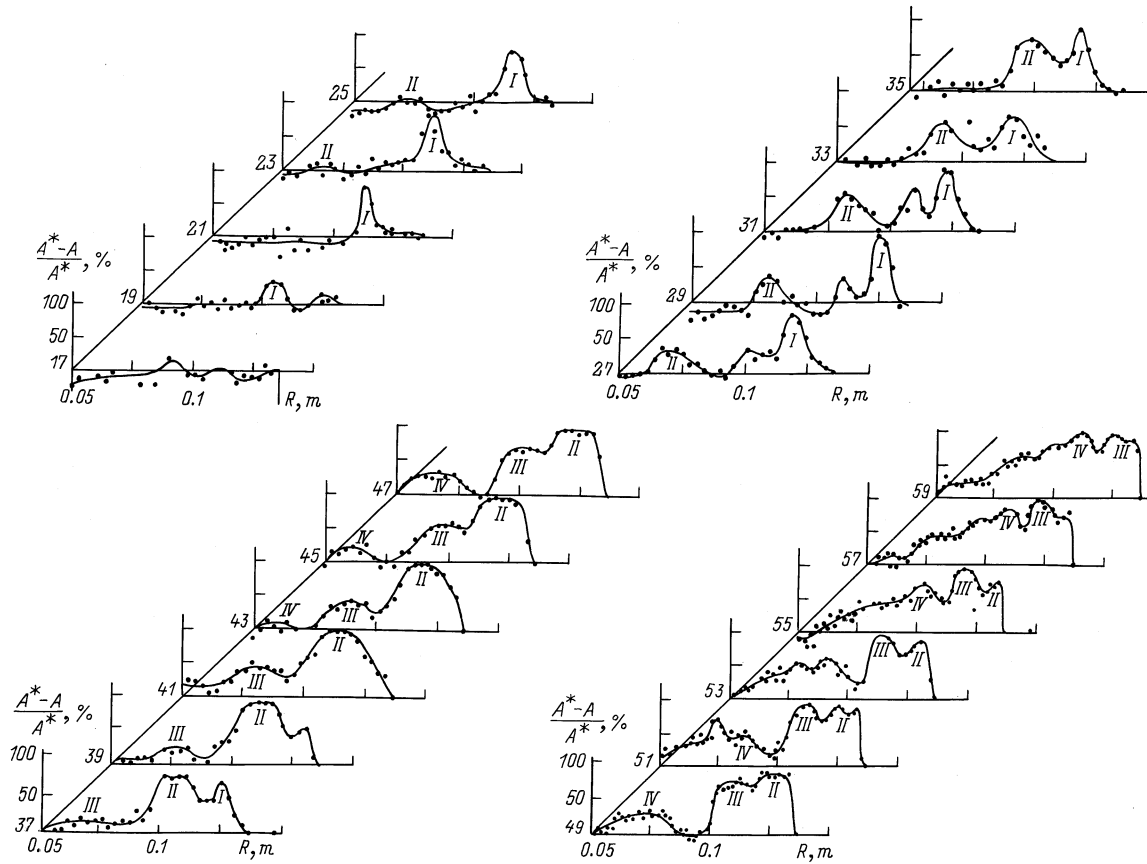 25
II
I
23
II
I
21
I
A*-A
A*
, %
19
I
100
50
17
0.05
0.1
R, m
35
II
I
33
II
I
31
II
I
A*-A
A*
, %
29
II
I
100
50
27
II
I
0.05
0.1
R, m
47
IV
III
II
45
IV
III
II
43
IV
III
II
41
III
II
A*-A
A*
, %
39
III
II
100
50
37
III
II
I
0.05
0.1
R, m
59
IV
III
57
IV
III
55
IV
III
II
53
III
II
A*-A
A*
, %
51
IV
III
II
100
50
49
IV
III
II
0.05
0.1
R, m